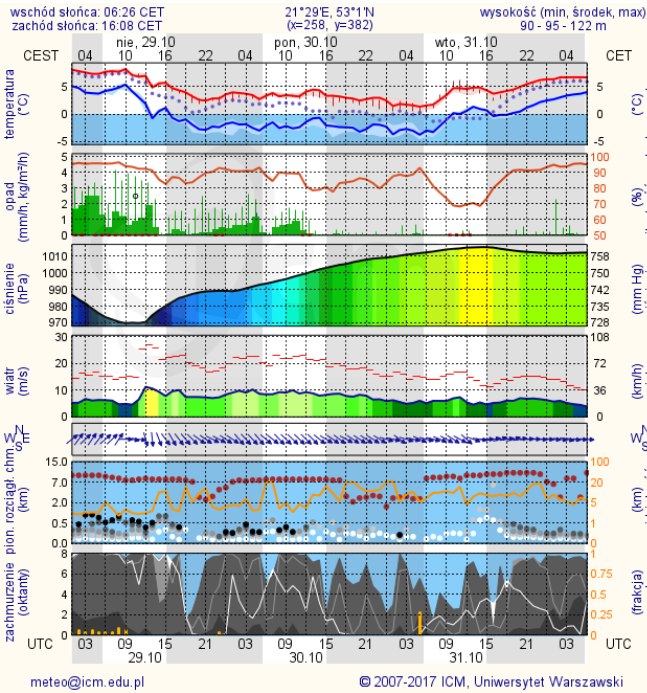 wschód słońca: 06:26 CET 21°29'E, 53°1'N wysokość (min, środek, max)
zachód słońca: 16:08 CET (x=258, y=382) 90 - 95 - 122 m
nie, 29.10 pon, 30.10 wto, 31.10
CEST 04 10 16 22 04 10 16 22 04 10 16 22 04 CET
temperatura (°C) 5 0 -5 5 0 -5 (°C)
opad (mm/h, kg/m²/h) 5 4 3 2 1 0 100 90 80 70 60 50 (%)
ciśnienie (hPa) 1010 1000 990 980 970 758 750 742 735 728 (mm Hg)
wiatr (m/s) 30 20 10 0 108 72 36 0 (km/h)
N W E S N W S
pion. rozciągł. chm. (km) 15.0 7.0 2.0 0.5 0.0 100 20 5 1 0 (km)
zachmurzenie (oktanty) 8 6 4 2 0 1 0.75 0.5 0.25 0 (frakcja)
UTC 03 09 15 21 03 09 15 21 03 09 15 21 03 UTC
29.10 30.10 31.10
meteo@icm.edu.pl © 2007-2017 ICM, Uniwersytet Warszawski